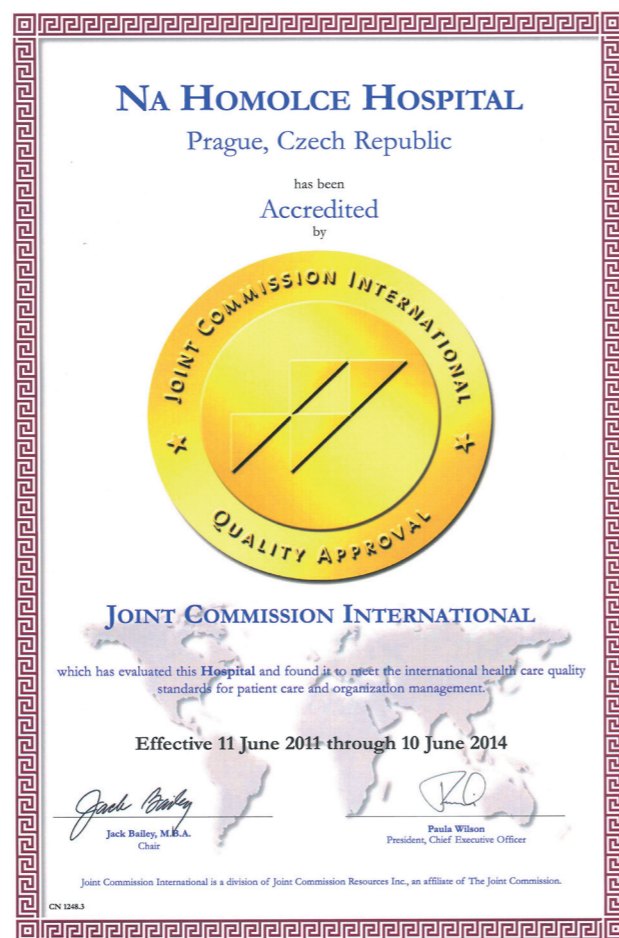 NA HOMOLCE HOSPITAL
Prague, Czech Republic
has been
Accredited
by
JOINT COMMISSION INTERNATIONAL
QUALITY APPROVAL
JOINT COMMISSION INTERNATIONAL
which has evaluated this Hospital and found it to meet the international health care quality
standards for patient care and organization management.
Effective 11 June 2011 through 10 June 2014
Jack Bailey
Jack Bailey, M.B.A.
Chair
Paula Wilson
President, Chief Executive Officer
Joint Commission International is a division of Joint Commission Resources Inc., an affiliate of The Joint Commission.
CN 1248.3